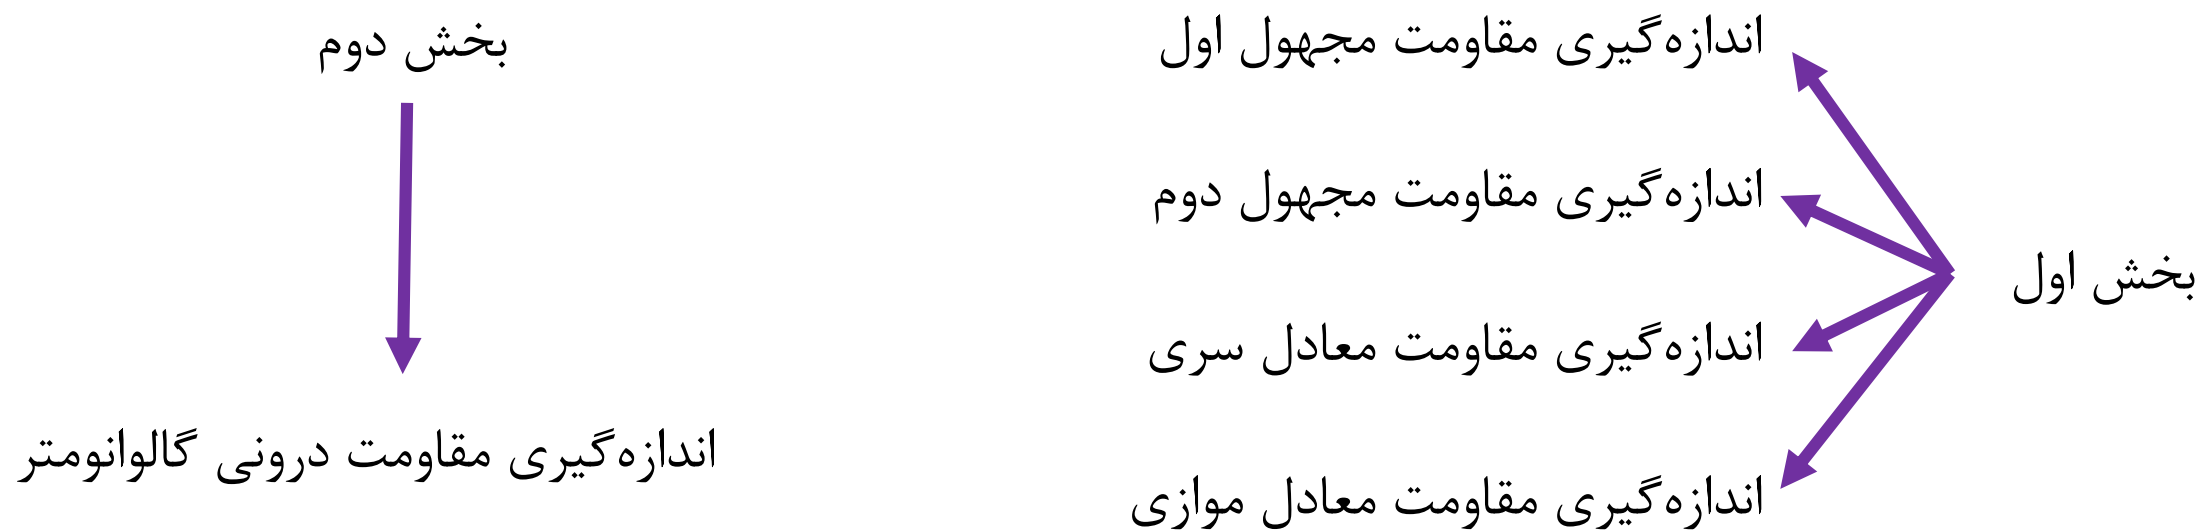 بخش اول
اندازه‌گیری مقاومت مجهول اول
اندازه‌گیری مقاومت مجهول دوم
اندازه‌گیری مقاومت معادل سری
اندازه‌گیری مقاومت معادل موازی
بخش دوم
اندازه‌گیری مقاومت درونی گالوانومتر